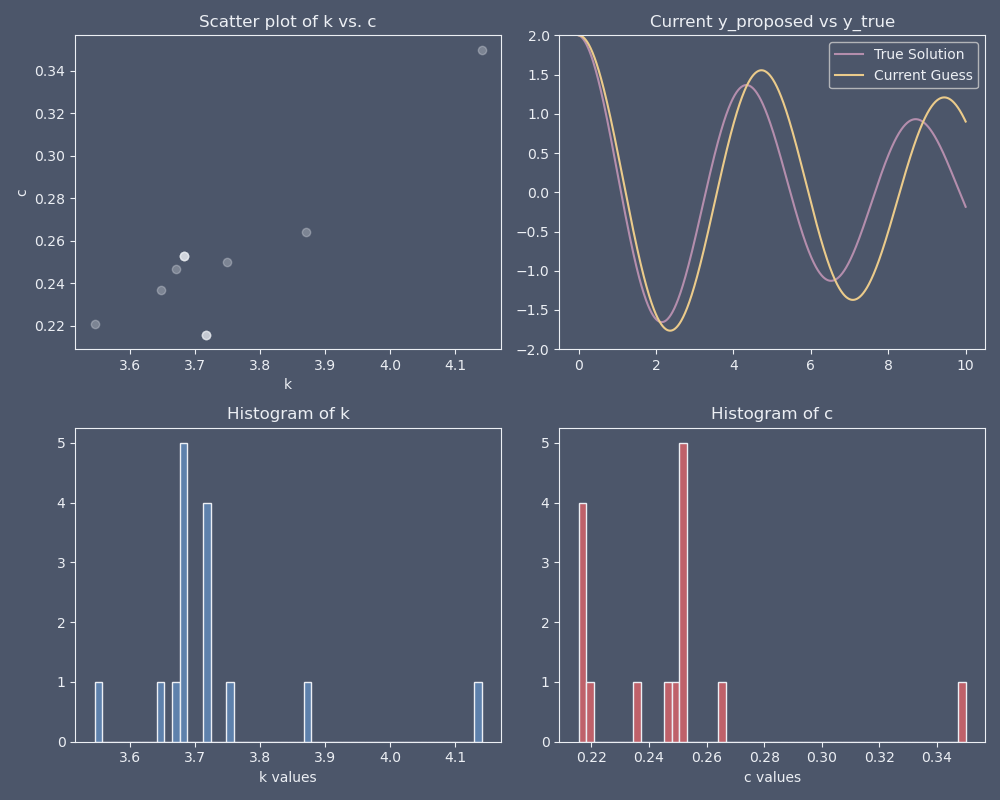 Scatter plot of k vs. c
0.34
0.32
0.30
0.28
0.26
0.24
0.22
c
3.6 3.7 3.8 3.9 4.0 4.1
k
Current y_proposed vs y_true
2.0
1.5
1.0
0.5
0.0
−0.5
−1.0
−1.5
−2.0
True Solution
Current Guess
0 2 4 6 8 10
Histogram of k
5
4
3
2
1
0
3.6 3.7 3.8 3.9 4.0 4.1
k values
Histogram of c
5
4
3
2
1
0
0.22 0.24 0.26 0.28 0.30 0.32 0.34
c values